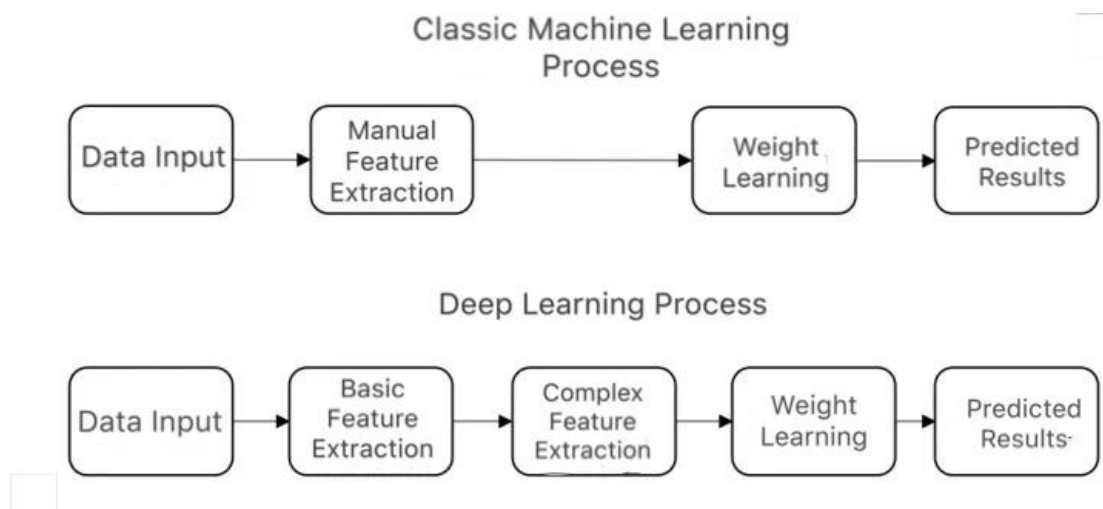 Classic Machine Learning
Process
Data Input
Manual
Feature
Extraction
Weight
Learning
Predicted
Results
Deep Learning Process
Data Input
Basic
Feature
Extraction
Complex
Feature
Extraction
Weight
Learning
Predicted
Results